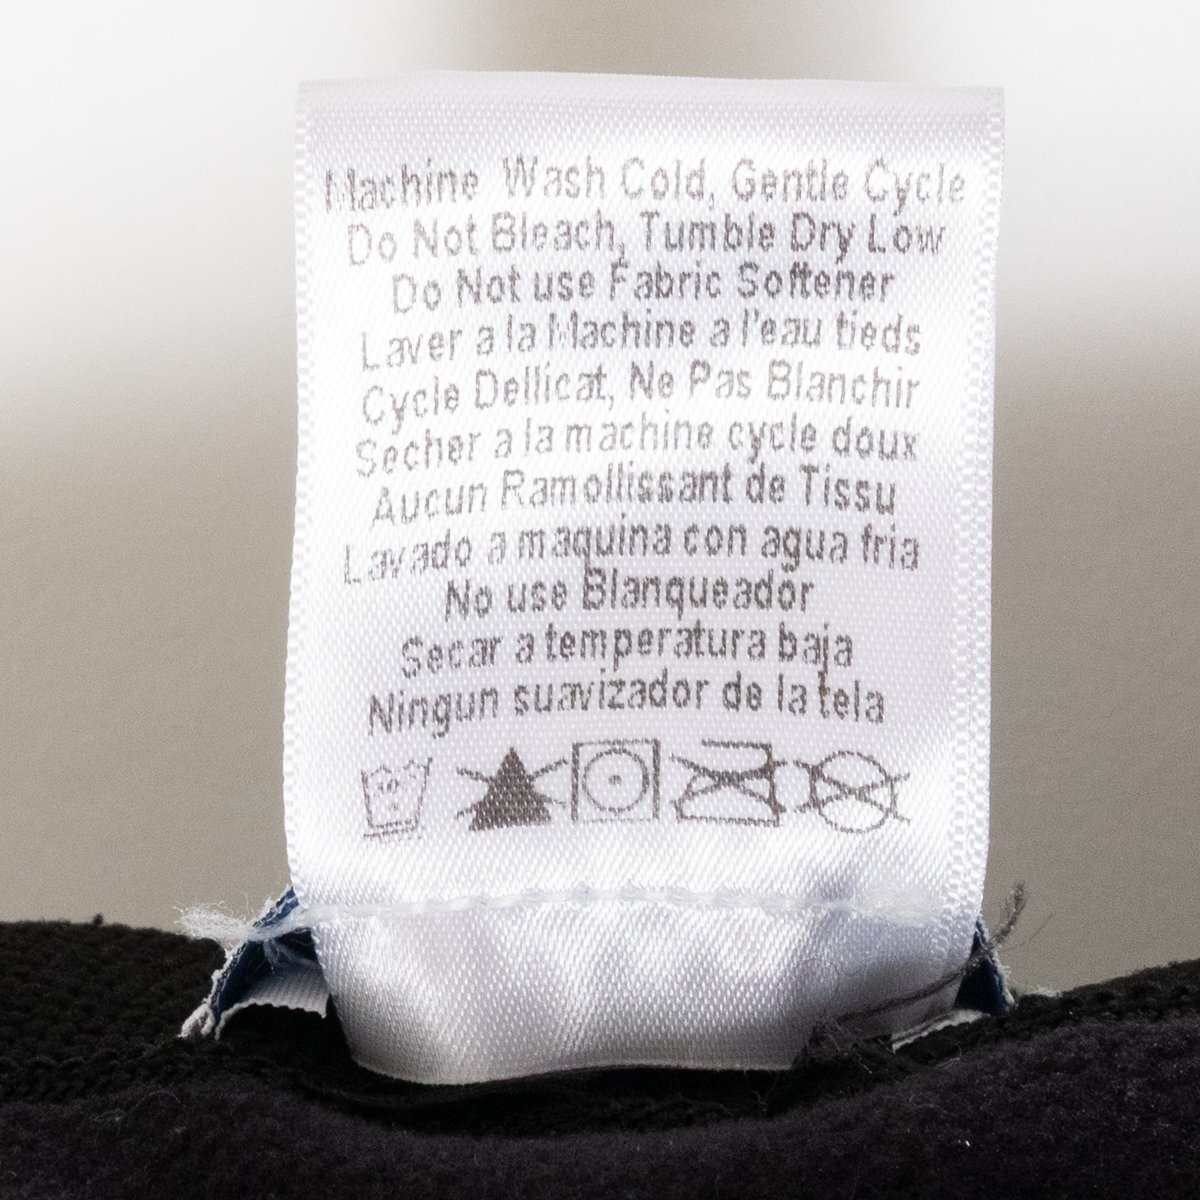 Machine Wash Cold, Gentle Cycle
Do Not Bleach, Tumble Dry Low
Do Not use Fabric Softener
Laver a la Machine a l'eau tieds
Cycle Dellicat, Ne Pas Blanchir
Secher a la machine cycle doux
Aucun Ramollissant de Tissu
Lavado a maquina con agua fria
No use Blanqueador
Secar a temperatura baja
Ningun suavizador de la tela